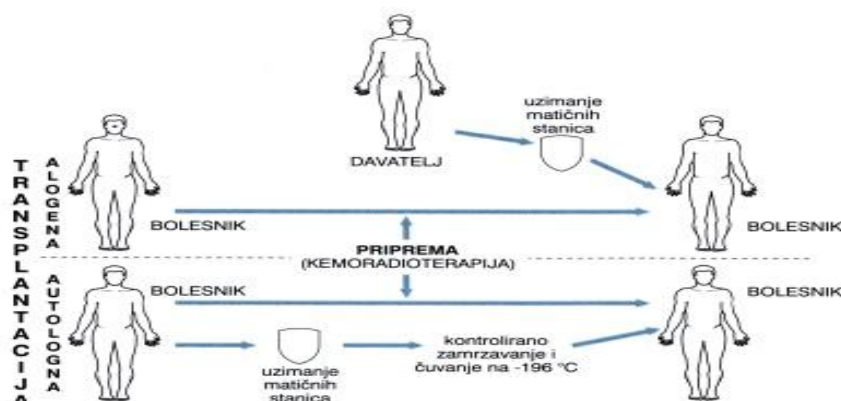 TRANSPLANTACIJA
ALOGENA
AUTOLOGNA
DAVATELJ
uzimanje
matičnih
stanica
BOLESNIK
BOLESNIK
PRIPREMA
(KEMORADIOTERAPIJA)
BOLESNIK
BOLESNIK
uzimanje
matičnih
stanica
kontrolirano
zamrzavanje i
čuvanje na -196 °C